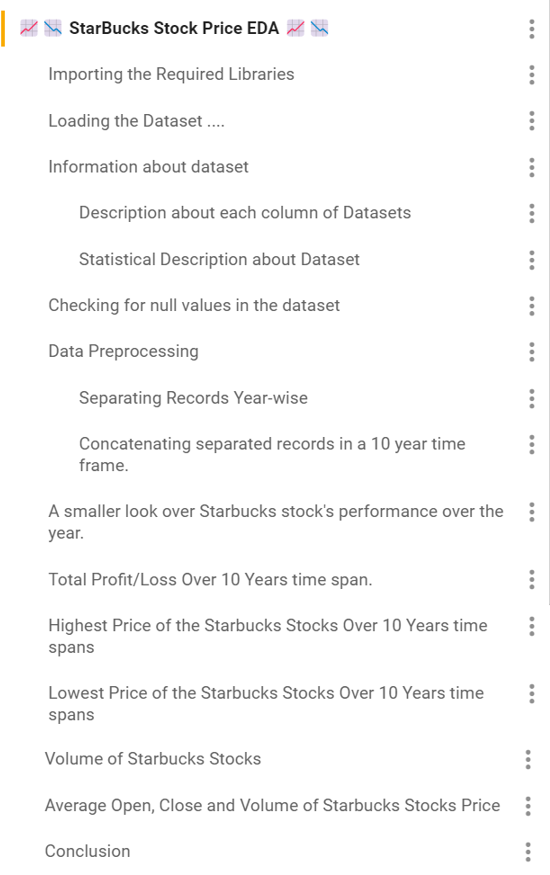 📈 📉 StarBucks Stock Price EDA 📈 📉
Importing the Required Libraries
Loading the Dataset ....
Information about dataset
Description about each column of Datasets
Statistical Description about Dataset
Checking for null values in the dataset
Data Preprocessing
Separating Records Year-wise
Concatenating separated records in a 10 year time
frame.
A smaller look over Starbucks stock's performance over the
year.
Total Profit/Loss Over 10 Years time span.
Highest Price of the Starbucks Stocks Over 10 Years time
spans
Lowest Price of the Starbucks Stocks Over 10 Years time
spans
Volume of Starbucks Stocks
Average Open, Close and Volume of Starbucks Stocks Price
Conclusion